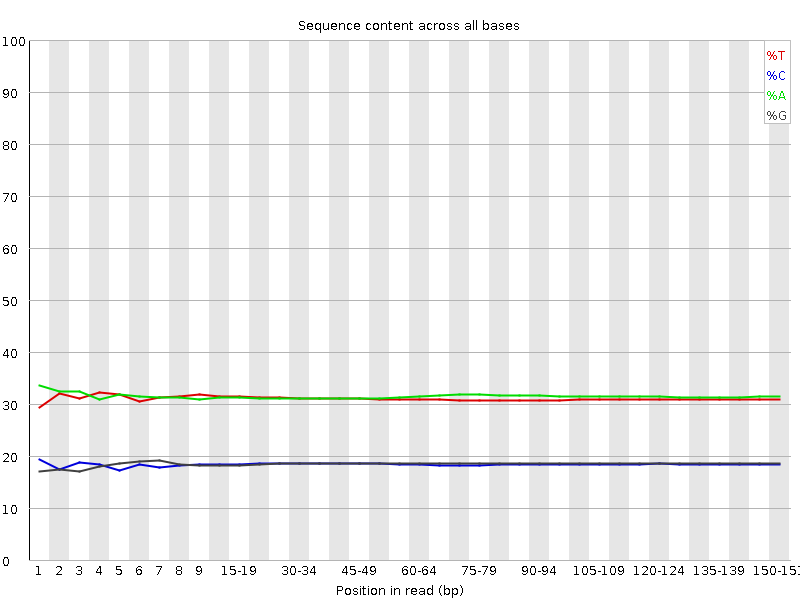 Sequence content across all bases
100
90
80
70
60
50
40
30
20
10
0
%T
%C
%A
%G
1 2 3 4 5 6 7 8 9 15-19 30-34 45-49 60-64 75-79 90-94 105-109 120-124 135-139 150-151
Position in read (bp)